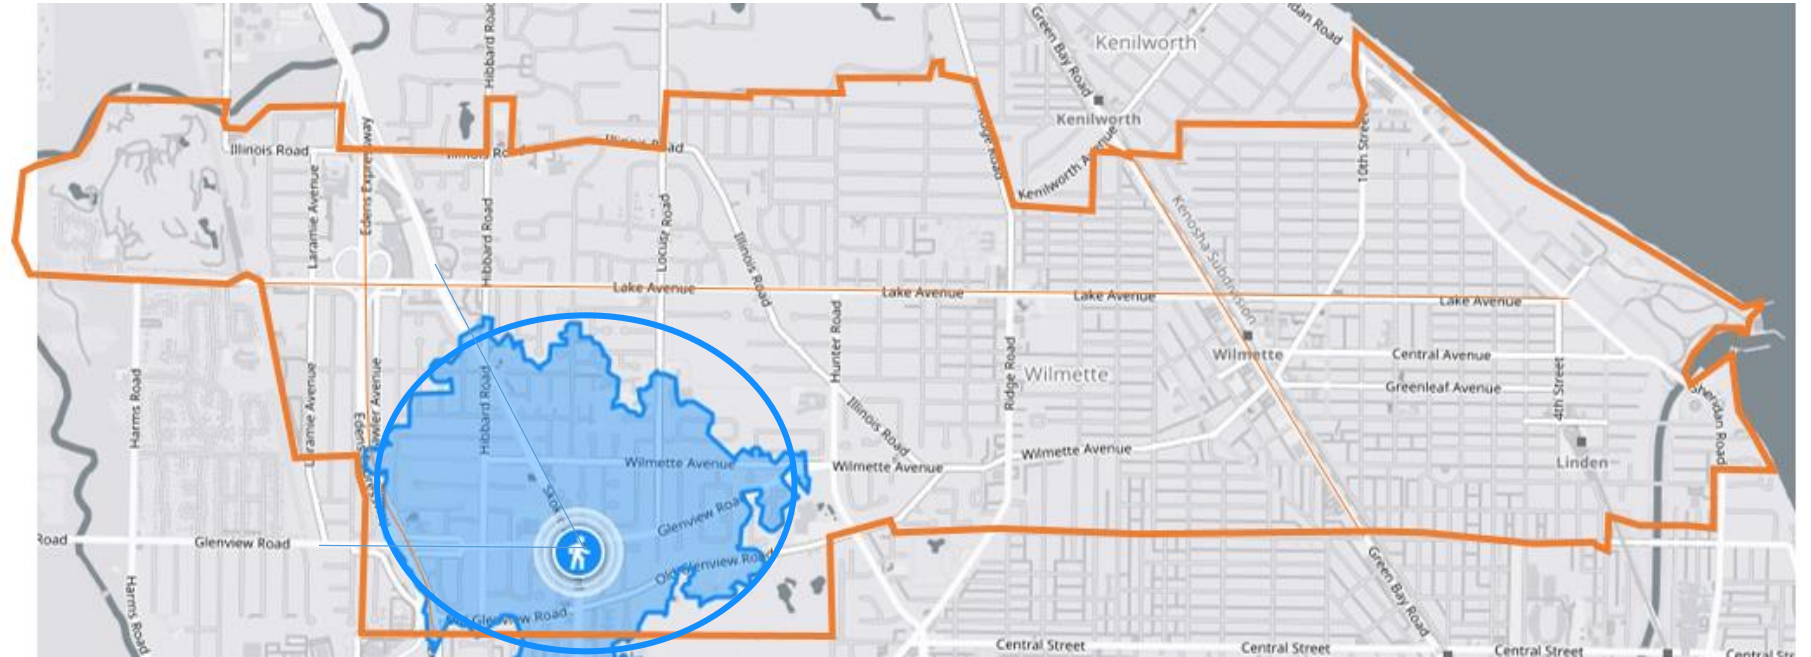 Hibbard Road
Green Bay Road
Kenilworth
Kenilworth
Illinois Road
Illinois Road
Illinois Road
Ridge Road
Kenilworth Avenue
10th Street
Edens Expressway
Laramie Avenue
Hibbard Road
Locust Road
Illinois Road
Kenosha Subdivision
Lake Avenue
Lake Avenue
Lake Avenue
Lake Avenue
Hunter Road
Ridge Road
Wilmette
Wilmette
Central Avenue
Greenleaf Avenue
4th Street
Sheridan Road
Harms Road
Laramie Avenue
Hibbard Road
Illinois Road
Wilmette Avenue
Wilmette Avenue
Wilmette Avenue
Linden
Glenview Road
Road
Glenview Road
Old Glenview Road
Harms Road
Glenview Road
Green Bay Road
Central Street
Central Street
Central Street